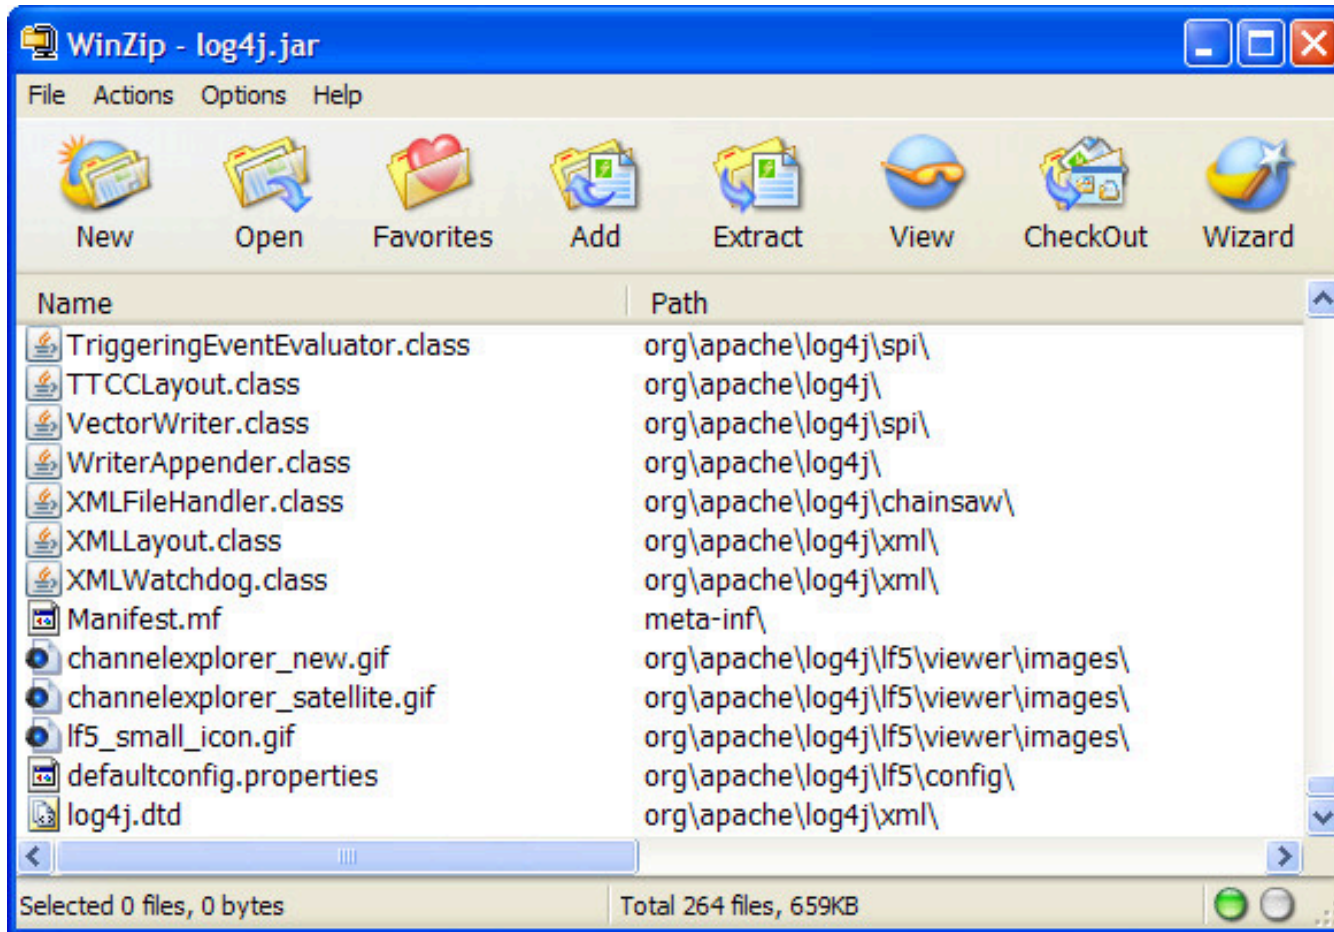 WinZip - log4j.jar
File Actions Options Help
New Open Favorites Add Extract View CheckOut Wizard
Name Path
TriggeringEventEvaluator.class org\apache\log4j\spi\
TTCCLayout.class org\apache\log4j\
VectorWriter.class org\apache\log4j\spi\
WriterAppender.class org\apache\log4j\
XMLFileHandler.class org\apache\log4j\chainsaw\
XMLLayout.class org\apache\log4j\xml\
XMLWatchdog.class org\apache\log4j\xml\
Manifest.mf meta-inf\
channelexplorer_new.gif org\apache\log4j\lf5\viewer\images\
channelexplorer_satellite.gif org\apache\log4j\lf5\viewer\images\
lf5_small_icon.gif org\apache\log4j\lf5\viewer\images\
defaultconfig.properties org\apache\log4j\lf5\config\
log4j.dtd org\apache\log4j\xml\
Selected 0 files, 0 bytes Total 264 files, 659KB